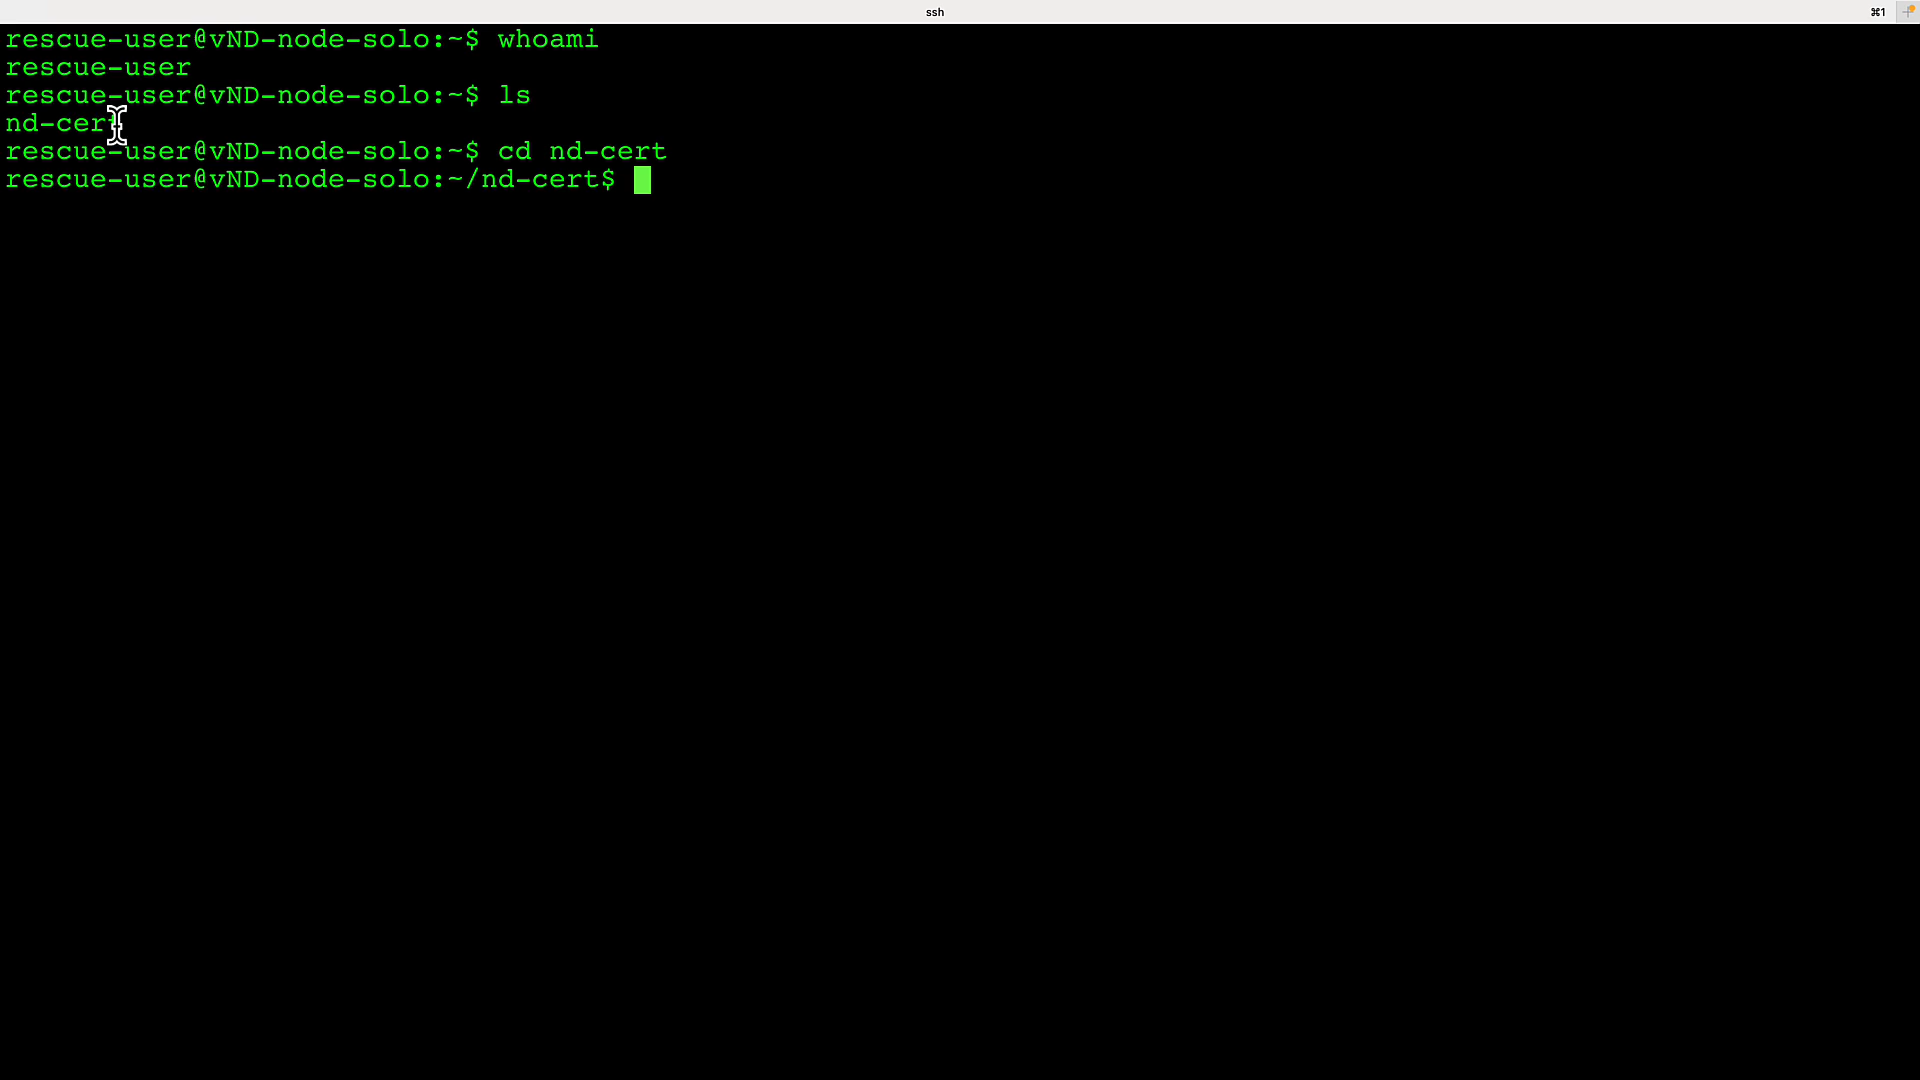 ssh
⌘1
rescue-user@vND-node-solo:~$ whoami
rescue-user
rescue-user@vND-node-solo:~$ ls
nd-cert
rescue-user@vND-node-solo:~$ cd nd-cert
rescue-user@vND-node-solo:~/nd-cert$